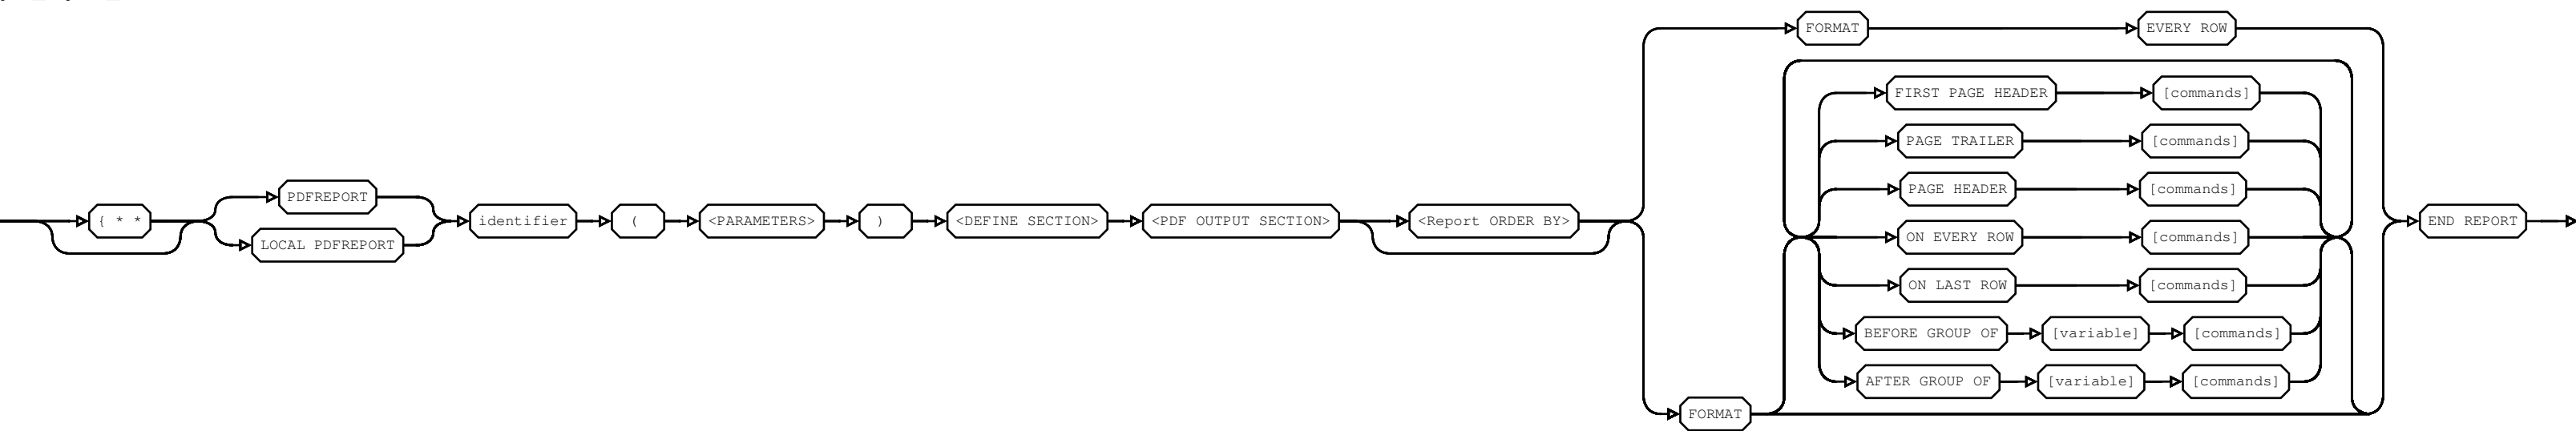 FORMAT EVERY ROW
FIRST PAGE HEADER [commands]
PAGE TRAILER [commands]
PDFREPORT PAGE HEADER [commands]
{ * * identifier ( <PARAMETERS> ) <DEFINE SECTION> <PDF OUTPUT SECTION> <Report ORDER BY> END REPORT
LOCAL PDFREPORT ON EVERY ROW [commands]
ON LAST ROW [commands]
BEFORE GROUP OF [variable] [commands]
AFTER GROUP OF [variable] [commands]
FORMAT